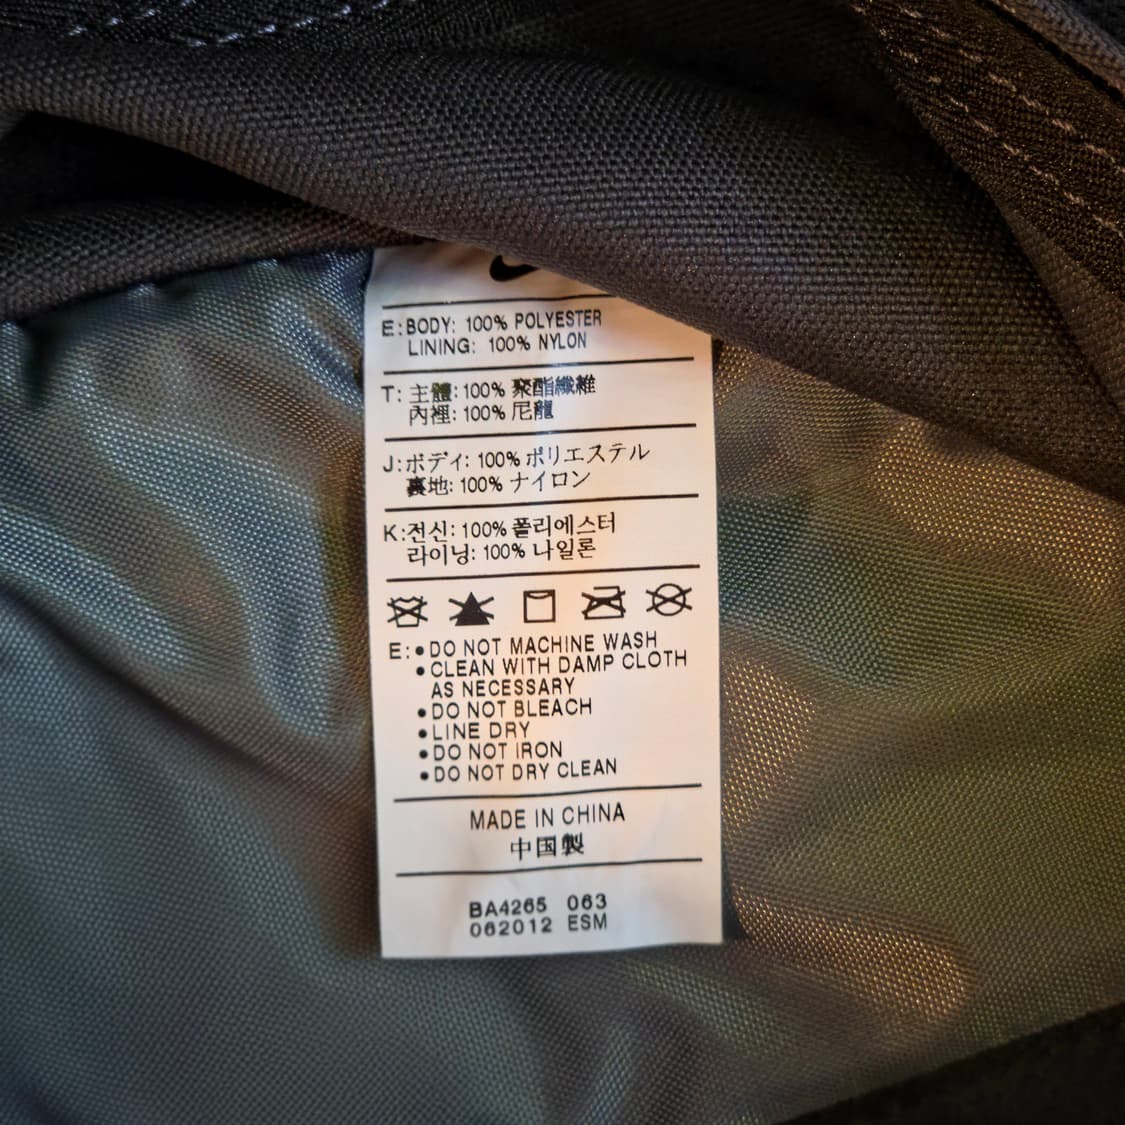 E: BODY: 100% POLYESTER
LINING: 100% NYLON
T: 主體: 100% 聚酯纖維
內裡: 100% 尼龍
J: ボディ: 100% ポリエステル
裏地: 100% ナイロン
K: 전신: 100% 폴리에스터
라이닝: 100% 나일론
E: • DO NOT MACHINE WASH
• CLEAN WITH DAMP CLOTH
AS NECESSARY
• DO NOT BLEACH
• LINE DRY
• DO NOT IRON
• DO NOT DRY CLEAN
MADE IN CHINA
中国製
BA4265 063
062012 ESM